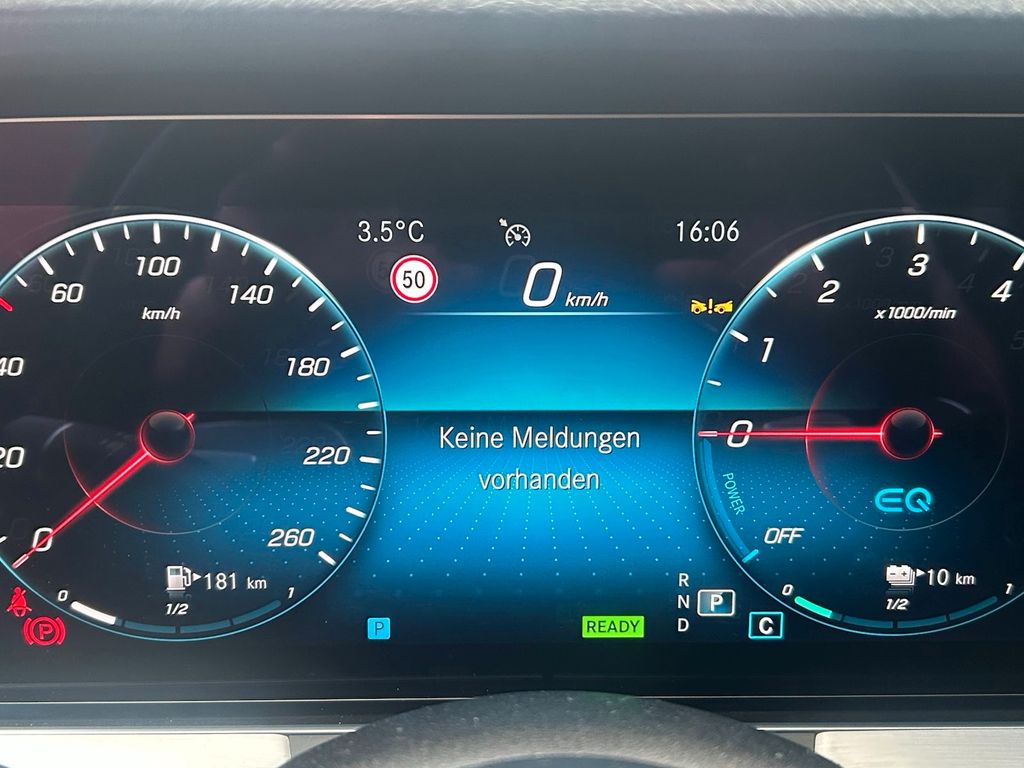 3.5°C
16:06
50
0 km/h
60
100
140
km/h
180
220
260
20
0
181 km
0
1/2
1
P
Keine Meldungen
vorhanden
P
READY
R
N
D
P
C
1
2
3
4
x1000/min
0
POWER
OFF
EQ
10 km
0
1/2
1